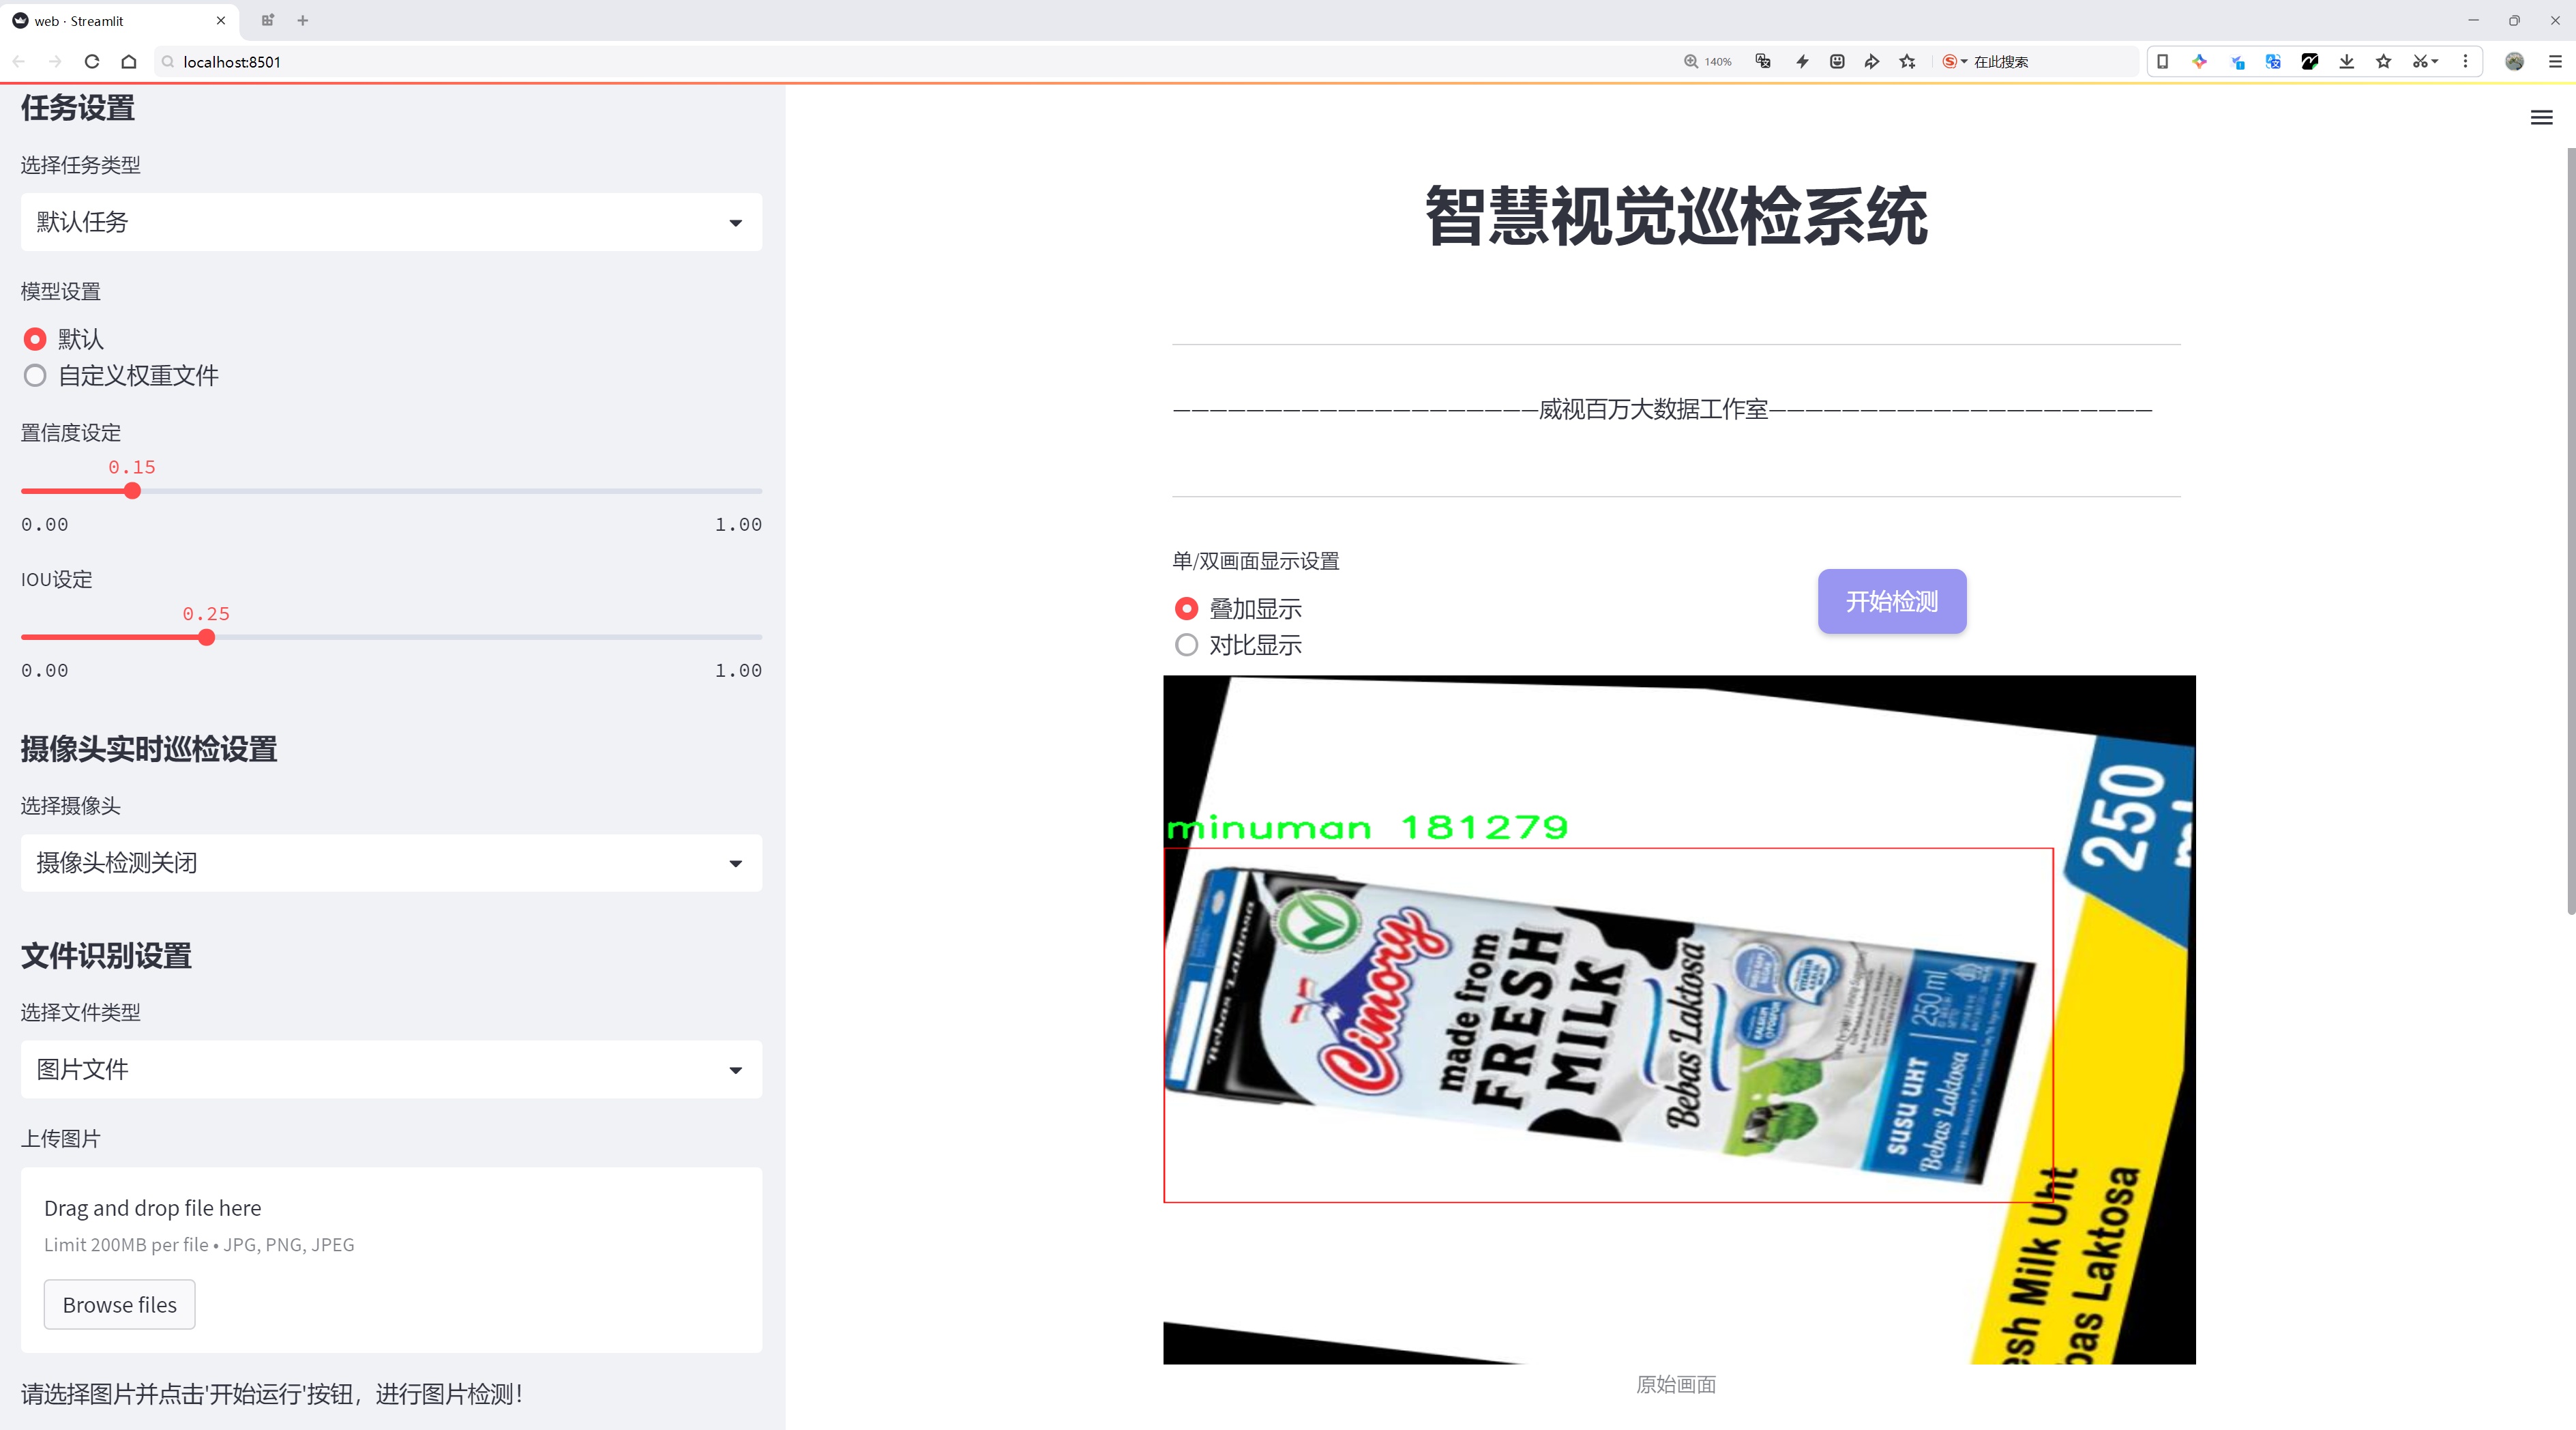 web · Streamlit
localhost:8501
140%
在此搜索
任务设置
选择任务类型
默认任务
模型设置
默认
自定义权重文件
置信度设定
0.15
0.00
1.00
IOU设定
0.25
0.00
1.00
摄像头实时巡检设置
选择摄像头
摄像头检测关闭
文件识别设置
选择文件类型
图片文件
上传图片
Drag and drop file here
Limit 200MB per file • JPG, PNG, JPEG
Browse files
请选择图片并点击'开始运行'按钮，进行图片检测！
智慧视觉巡检系统
————————————————————威视百万大数据工作室—————————————————————
单/双画面显示设置
叠加显示
对比显示
开始检测
minuman 181279
Bebas Laktosa
Cimory
made from
FRESH
MILK
Bebas Laktosa
SUSU UHT
250 ml
Bebas Laktosa
250
esh Milk Uht
bas Laktosa
原始画面